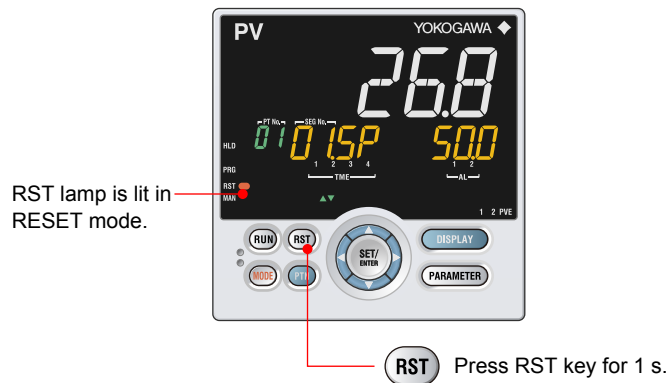 PV YOKOGAWA
26.8
PT No. SEG No.
01 01.SP 50.0
HLD
1 2 3 4 1 2
TME AL
PRG
RST
MAN
1 2 PVE
RST lamp is lit in
RESET mode.
RUN RST SET/ DISPLAY
ENTER
MODE PTN PARAMETER
RST Press RST key for 1 s.